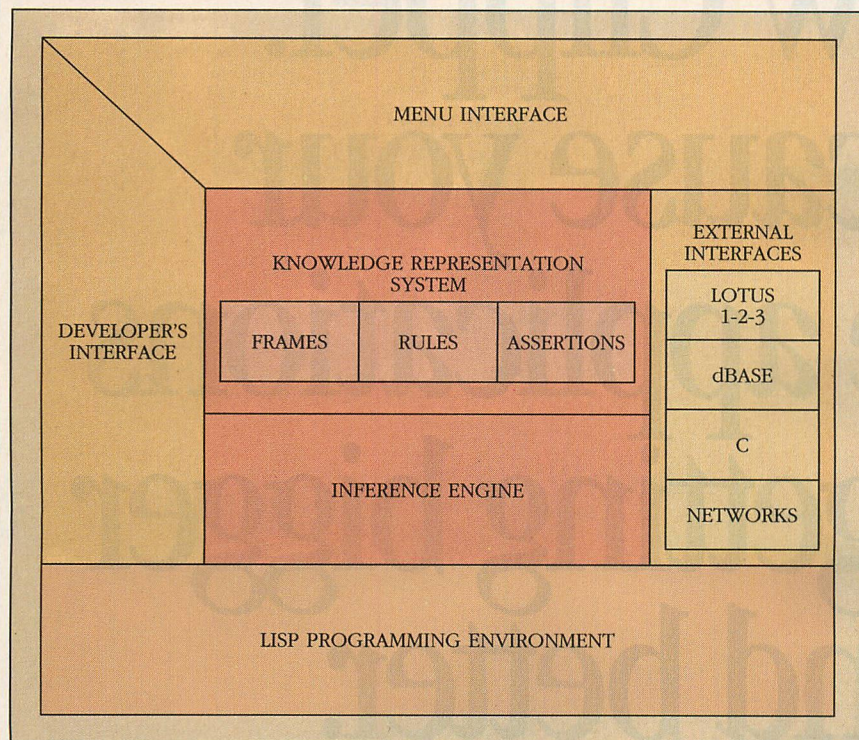 MENU INTERFACE
DEVELOPER'S
INTERFACE
KNOWLEDGE REPRESENTATION
SYSTEM
FRAMES
RULES
ASSERTIONS
INFERENCE ENGINE
EXTERNAL
INTERFACES
LOTUS
1-2-3
dBASE
C
NETWORKS
LISP PROGRAMMING ENVIRONMENT